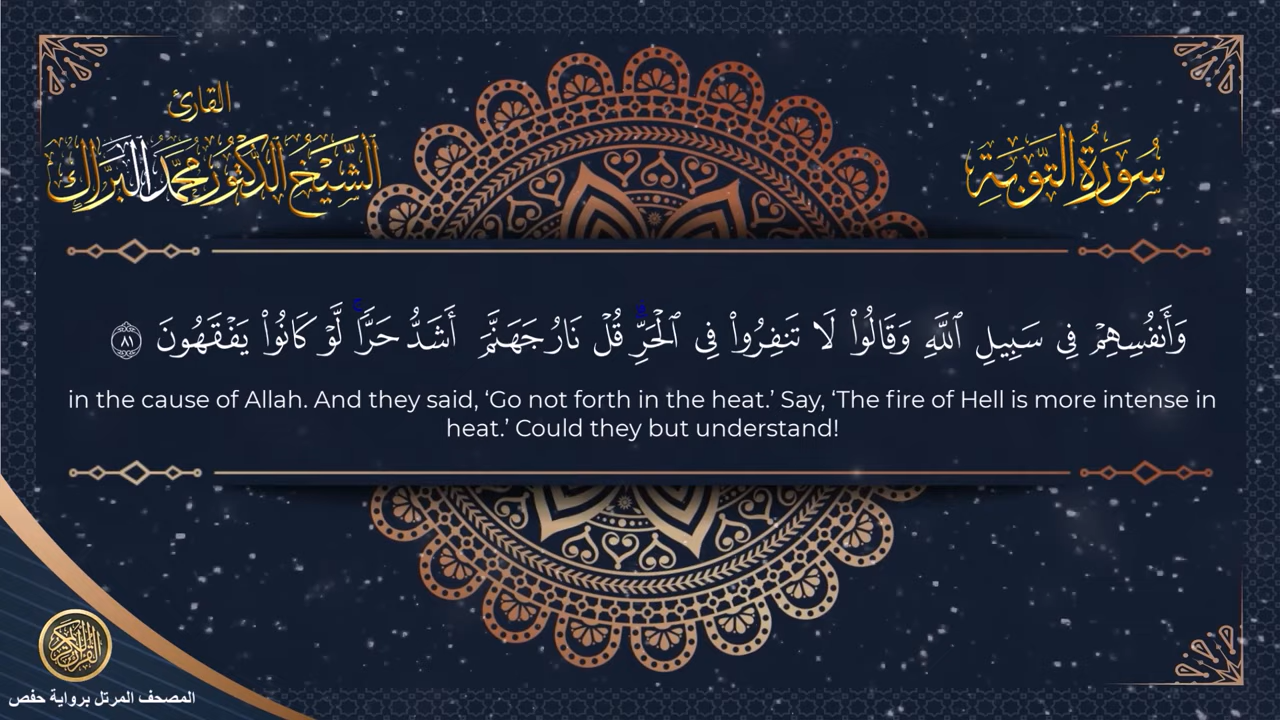 القارئ
الشيخ الدكتور محمد البراك
سُورَةُ التَّوْبَةِ
وَأَنفُسِهِمْ فِي سَبِيلِ ٱللَّهِ وَقَالُوا۟ لَا تَنفِرُوا۟ فِي ٱلْحَرِّ ۗ قُلْ نَارُ جَهَنَّمَ أَشَدُّ حَرًّا ۚ لَّوْ كَانُوا۟ يَفْقَهُونَ ٨١
in the cause of Allah. And they said, ‘Go not forth in the heat.’ Say, ‘The fire of Hell is more intense in
heat.’ Could they but understand!
القرآن الكريم
المصحف المرتل برواية حفص